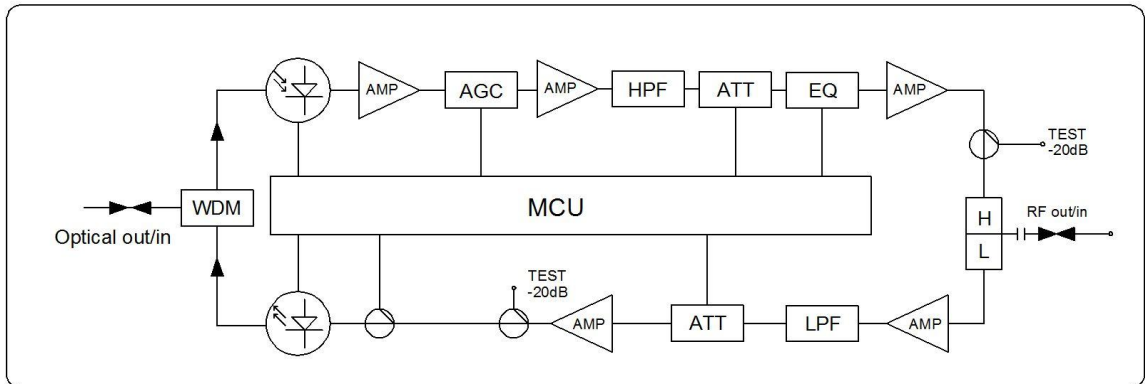 AMP
AGC
AMP
HPF
ATT
EQ
AMP
TEST
-20dB
WDM
MCU
Optical out/in
H
L
RF out/in
TEST
-20dB
AMP
ATT
LPF
AMP